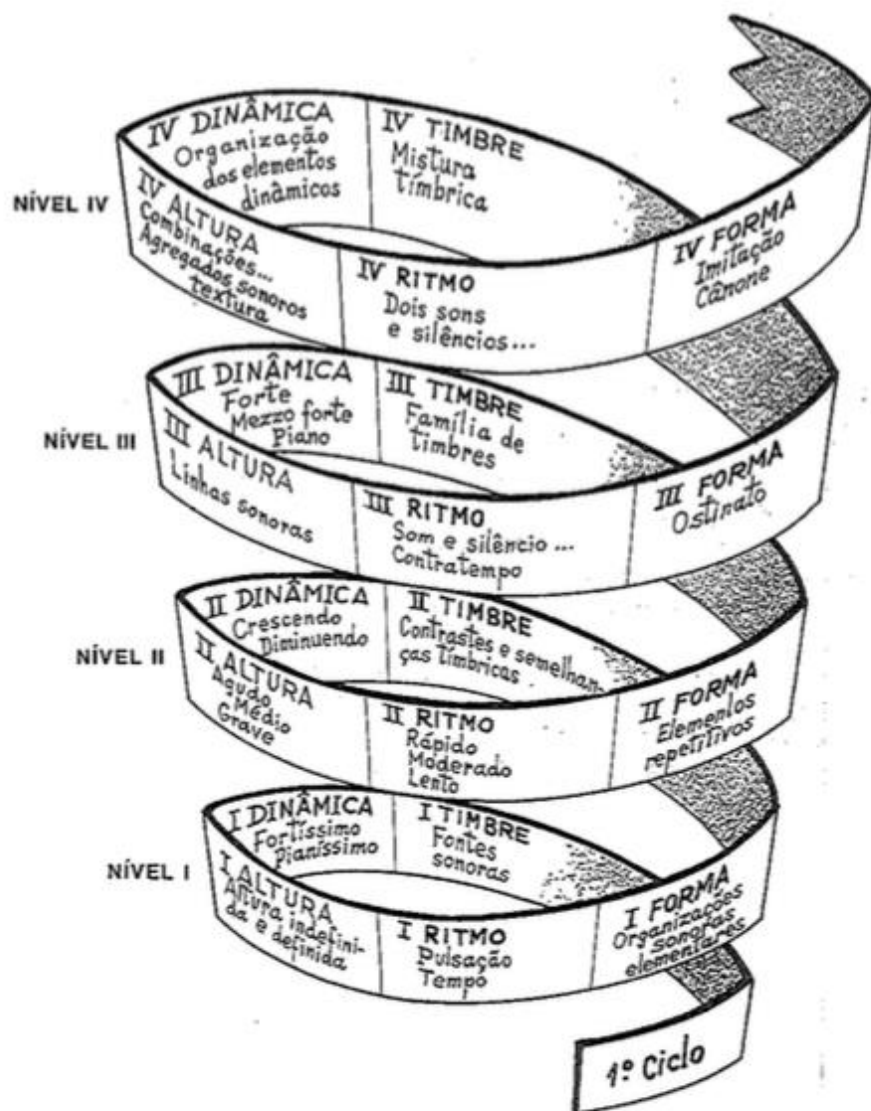 IV DINÂMICA
Organização
dos elementos
dinâmicos
IV TIMBRE
Mistura
tímbrica
NÍVEL IV
IV ALTURA
Combinações...
Agregados sonoros
textura
IV RITMO
Dois sons
e silêncios...
IV FORMA
Imitação
Cânone
III DINÂMICA
Forte
Mezzo forte
Piano
III TIMBRE
Família de
timbres
NÍVEL III
III ALTURA
Linhas sonoras
III RITMO
Som e silêncio...
Contratempo
III FORMA
Ostinato
II DINÂMICA
Crescendo
Diminuendo
II TIMBRE
Contrastes e semelhan-
ças tímbricas
NÍVEL II
II ALTURA
Agudo
Médio
Grave
II RITMO
Rápido
Moderado
Lento
II FORMA
Elementos
repetitivos
I DINÂMICA
Fortíssimo
Pianíssimo
I TIMBRE
Fontes
sonoras
NÍVEL I
I ALTURA
Altura indefini-
da e definida
I RITMO
Pulsação
Tempo
I FORMA
Organizações
sonoras
elementares
1º Ciclo